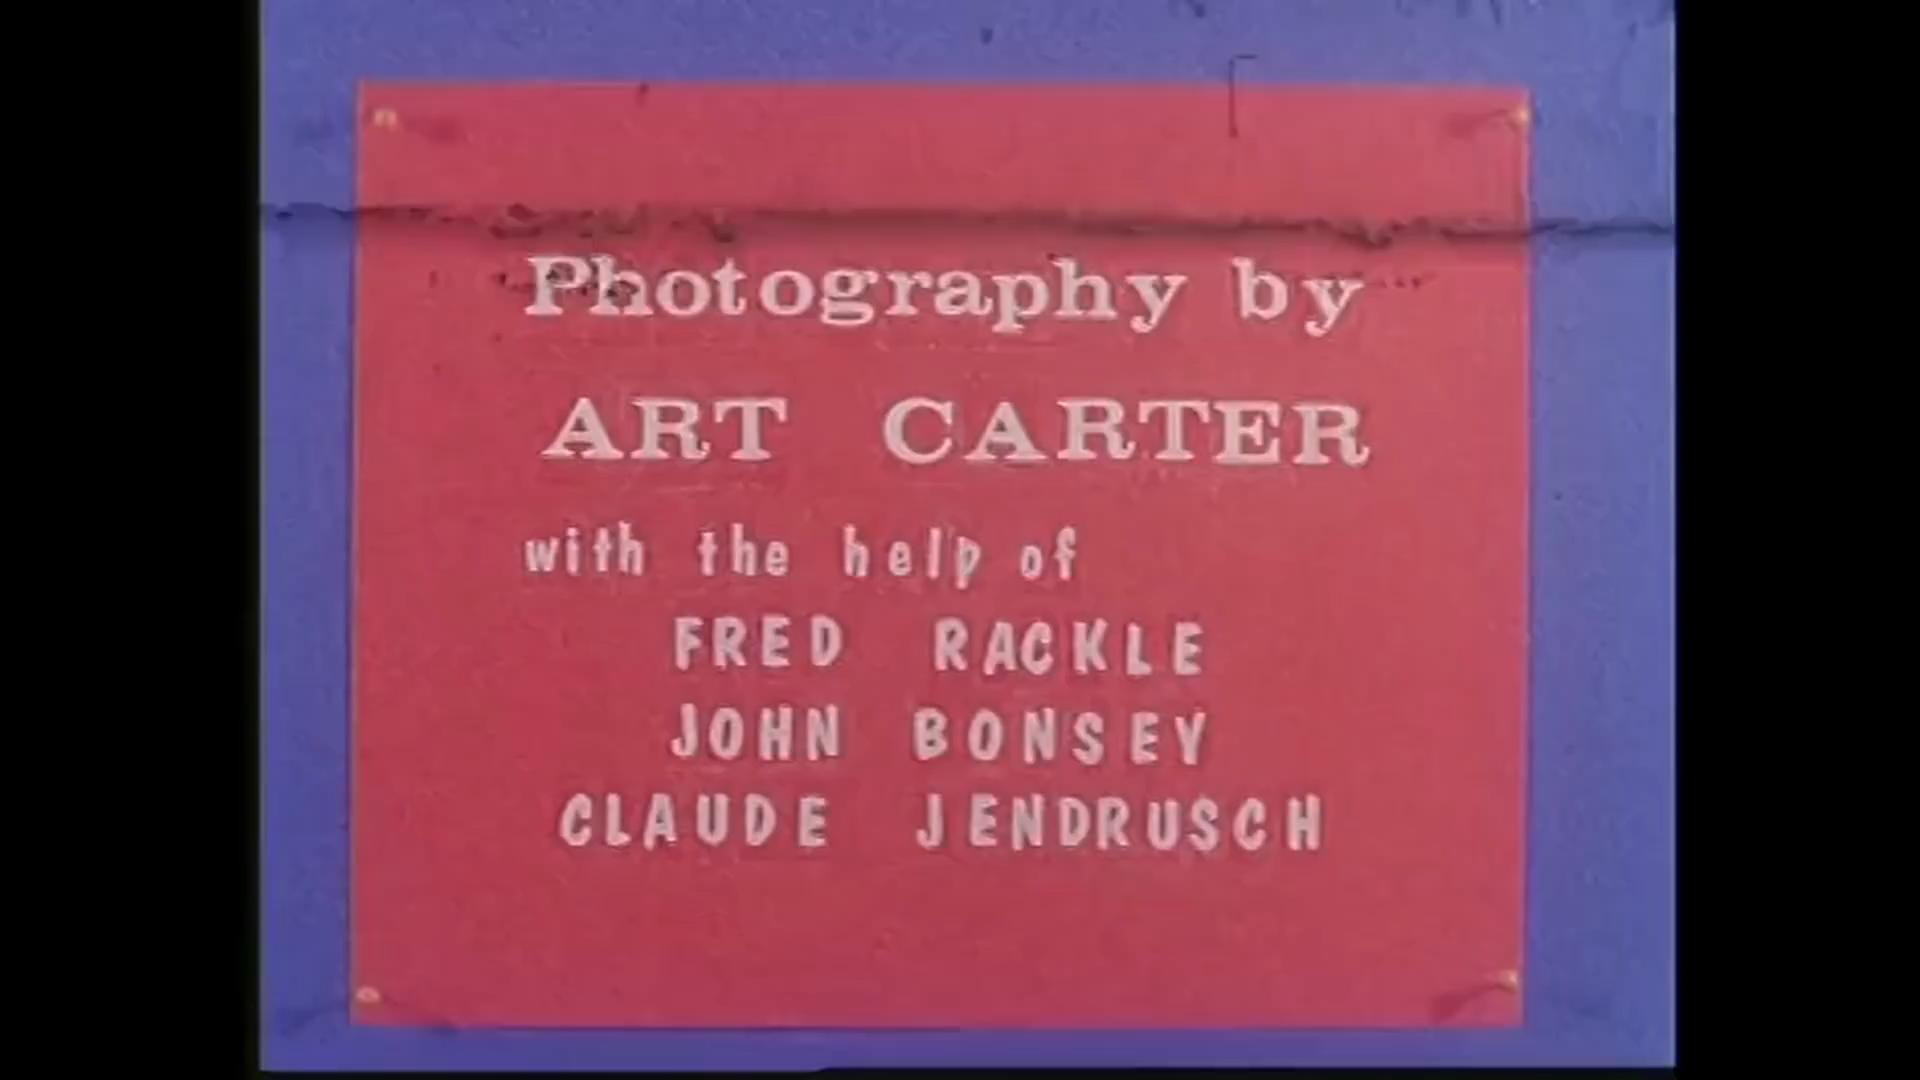 Photography by
ART CARTER
with the help of
FRED RACKLE
JOHN BONSEY
CLAUDE JENDRUSCH